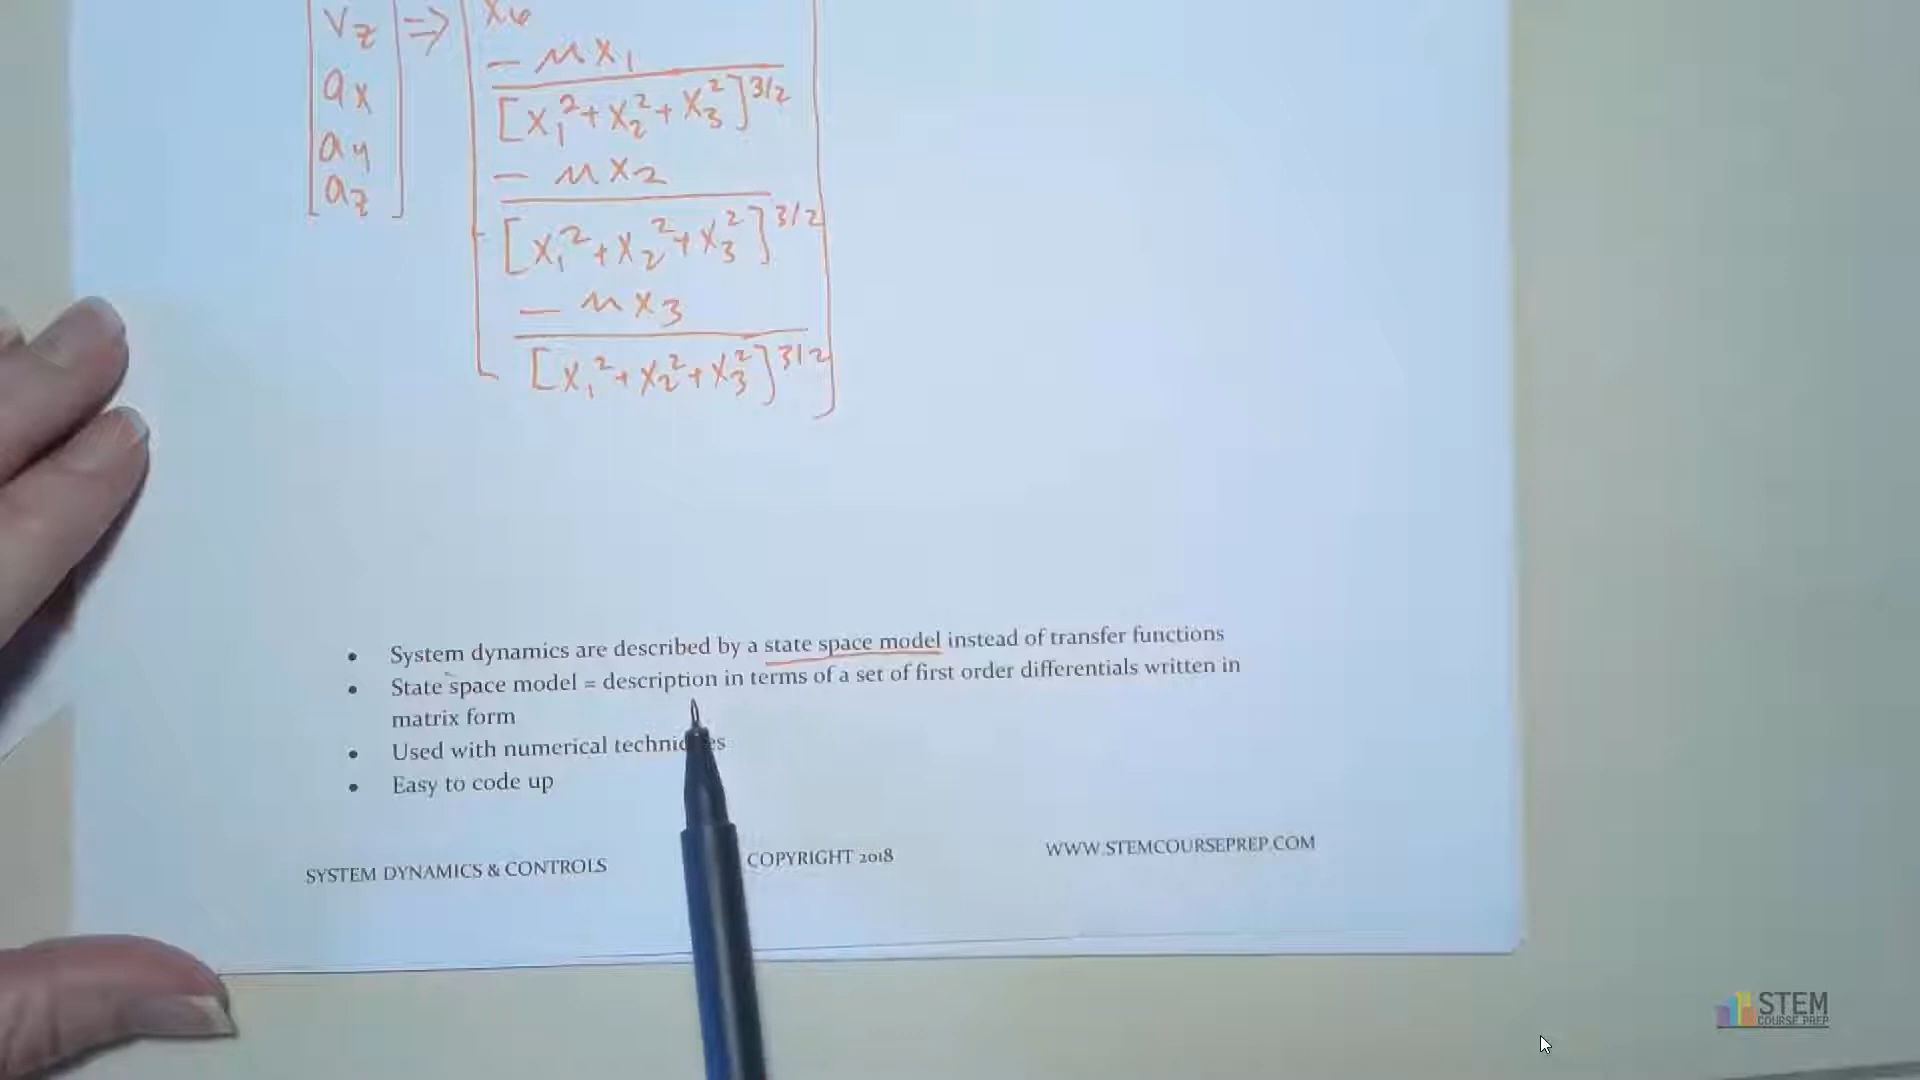 Vz => x6
ax - μx1
[x1² + x2² + x3²]^3/2
ay - μx2
az [x1² + x2² + x3²]^3/2
- μx3
[x1² + x2² + x3²]^3/2
• System dynamics are described by a state space model instead of transfer functions
• State space model = description in terms of a set of first order differentials written in
matrix form
• Used with numerical techniques
• Easy to code up
SYSTEM DYNAMICS & CONTROLS COPYRIGHT 2018 WWW.STEMCOURSEPREP.COM
STEM
COURSE PREP